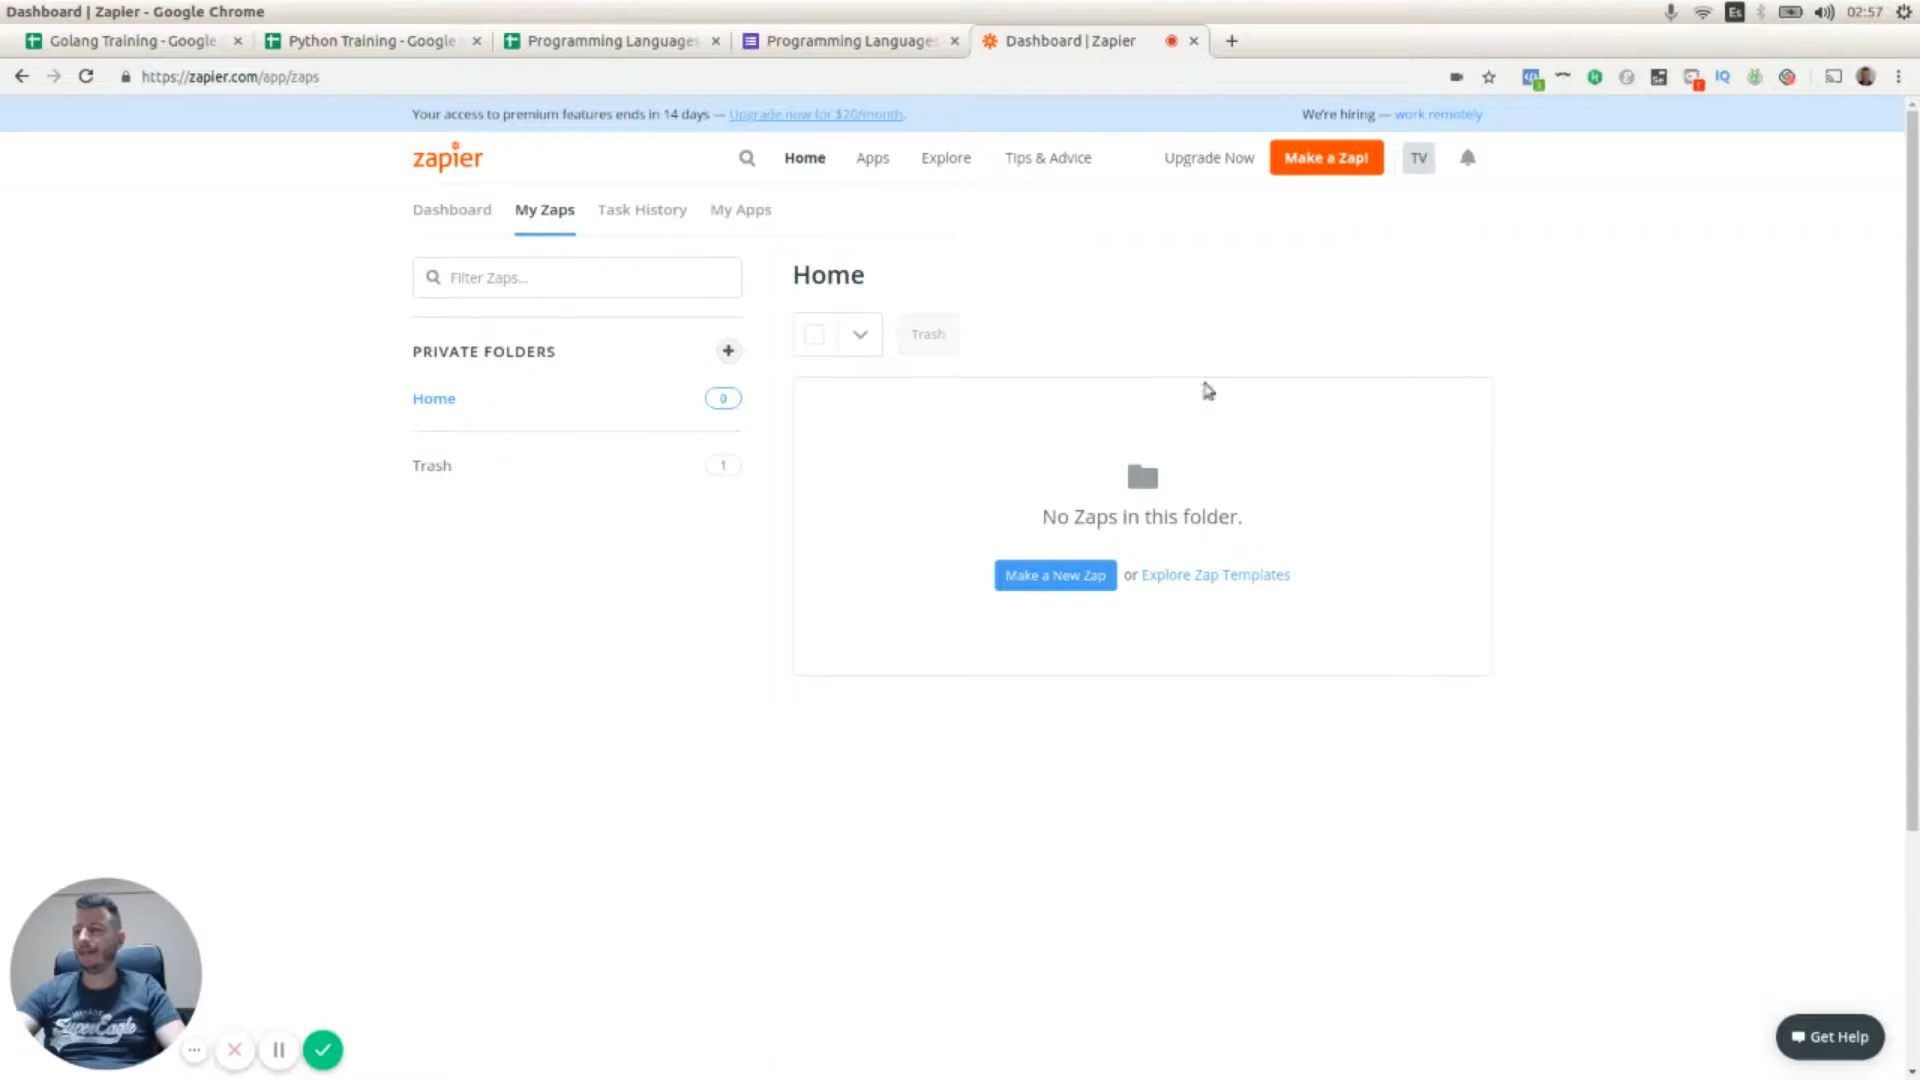 Dashboard | Zapier - Google Chrome
Es
02:57
Golang Training - Google
Python Training - Google
Programming Languages
Programming Languages
Dashboard | Zapier
https://zapier.com/app/zaps
IQ
Your access to premium features ends in 14 days — Upgrade now for $20/month.
We're hiring — work remotely
zapier
Home
Apps
Explore
Tips & Advice
Upgrade Now
Make a Zap!
TV
Dashboard
My Zaps
Task History
My Apps
Filter Zaps...
Home
Trash
PRIVATE FOLDERS
Home
0
Trash
1
No Zaps in this folder.
Make a New Zap or Explore Zap Templates
SuperEagle
Get Help